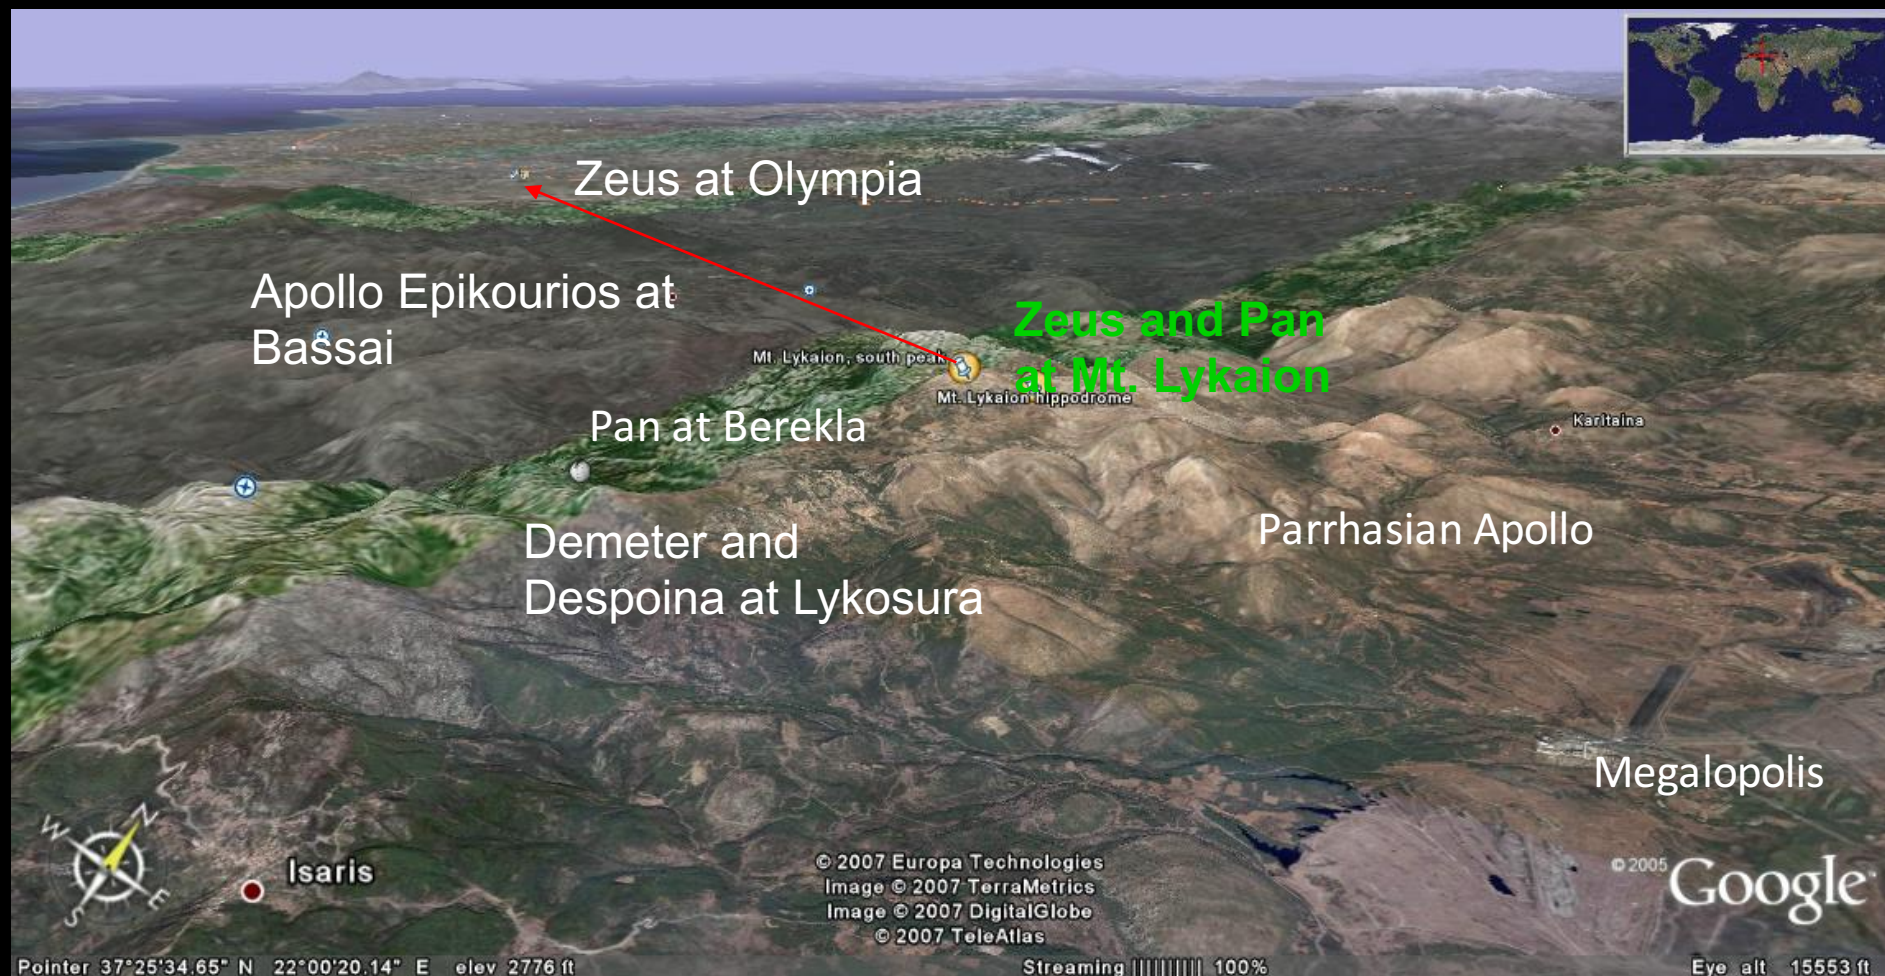 Zeus at Olympia
Apollo Epikourios at
Bassai
Zeus and Pan
at Mt. Lykaion
Mt. Lykaion, south peak
Mt. Lykaion hippodrome
Karitaina
Pan at Berekla
Parrhasian Apollo
Demeter and
Despoina at Lykosura
Megalopolis
N
W
E
S
Isaris
© 2007 Europa Technologies
Image © 2007 TerraMetrics
Image © 2007 DigitalGlobe
© 2007 TeleAtlas
©2005 Google
Pointer 37°25'34.65" N 22°00'20.14" E elev 2776 ft
Streaming |||||||||| 100%
Eye alt 15553 ft